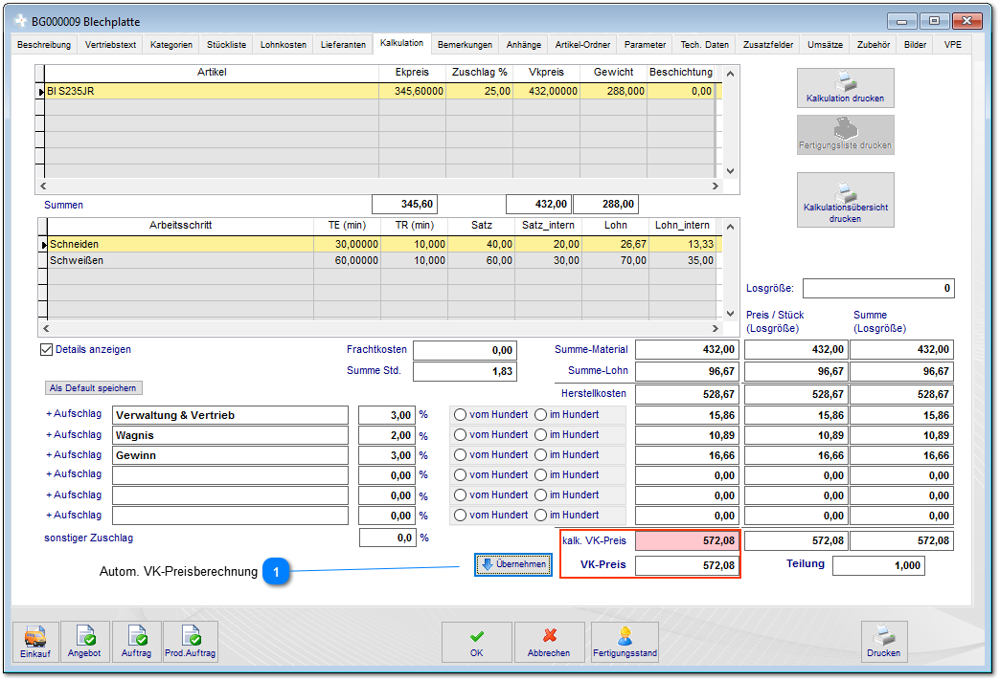 BG000009 Blechplatte
Beschreibung Vertriebstext Kategorien Stückliste Lohnkosten Lieferanten Kalkulation Bemerkungen Anhänge Artikel-Ordner Parameter Tech. Daten Zusatzfelder Umsätze Zubehör Bilder VPE
Artikel Ekpreis Zuschlag % Vkpreis Gewicht Beschichtung
Bl S235JR 345,60000 25,00 432,00000 288,000 0,00
Kalkulation drucken
Fertigungsliste drucken
Kalkulationsübersicht
drucken
Summen 345,60 432,00 288,00
Arbeitsschritt TE (min) TR (min) Satz Satz_intern Lohn Lohn_intern
Schneiden 30,00000 10,000 40,00 20,00 26,67 13,33
Schweißen 60,00000 10,000 60,00 30,00 70,00 35,00
Losgröße: 0
Preis / Stück Summe
(Losgröße) (Losgröße)
Details anzeigen Frachtkosten 0,00 Summe-Material 432,00 432,00 432,00
Summe Std. 1,83 Summe-Lohn 96,67 96,67 96,67
Als Default speichern Herstellkosten 528,67 528,67 528,67
+ Aufschlag Verwaltung & Vertrieb 3,00 % vom Hundert im Hundert 15,86 15,86 15,86
+ Aufschlag Wagnis 2,00 % vom Hundert im Hundert 10,89 10,89 10,89
+ Aufschlag Gewinn 3,00 % vom Hundert im Hundert 16,66 16,66 16,66
+ Aufschlag 0,00 % vom Hundert im Hundert 0,00 0,00 0,00
+ Aufschlag 0,00 % vom Hundert im Hundert 0,00 0,00 0,00
+ Aufschlag 0,00 % vom Hundert im Hundert 0,00 0,00 0,00
sonstiger Zuschlag 0,0 % kalk. VK-Preis 572,08 572,08 572,08
Autom. VK-Preisberechnung 1 Übernehmen VK-Preis 572,08 Teilung 1,000
Einkauf Angebot Auftrag Prod.Auftrag OK Abbrechen Fertigungsstand Drucken